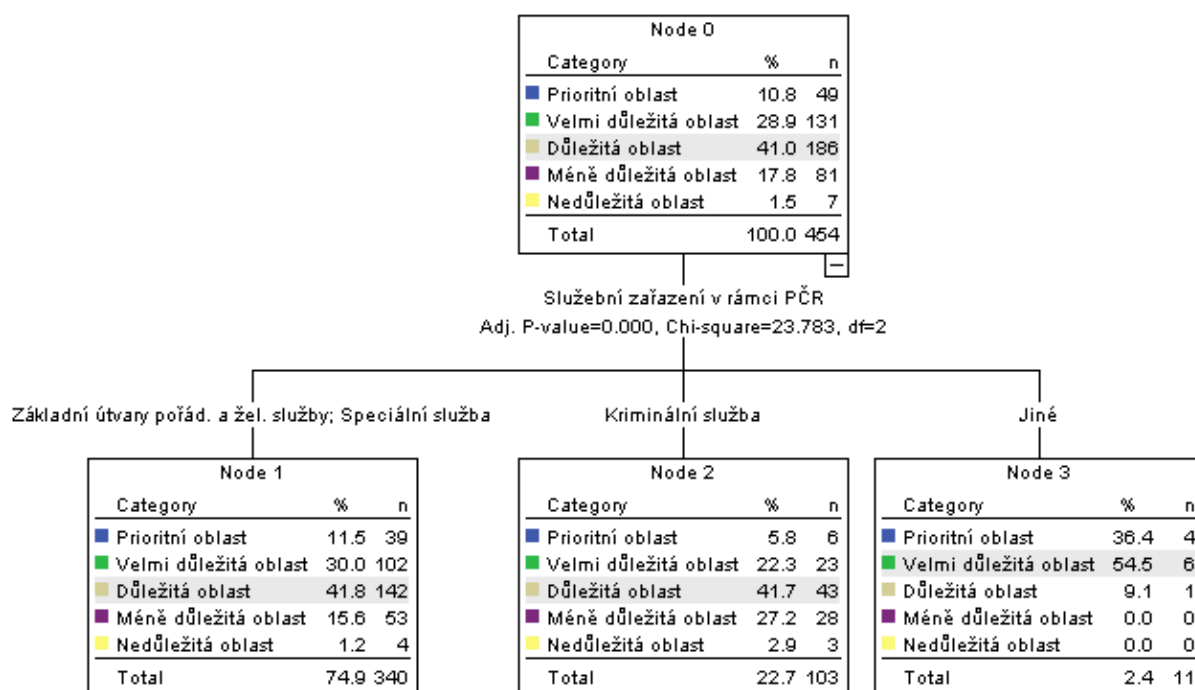 Node 0
Category % n
Prioritní oblast 10.8 49
Velmi důležitá oblast 28.9 131
Důležitá oblast 41.0 186
Méně důležitá oblast 17.8 81
Nedůležitá oblast 1.5 7
Total 100.0 454
Služební zařazení v rámci PČR
Adj. P-value=0.000, Chi-square=23.783, df=2
Základní útvary pořád. a žel. služby; Speciální služba
Kriminální služba
Jiné
Node 1
Category % n
Prioritní oblast 11.5 39
Velmi důležitá oblast 30.0 102
Důležitá oblast 41.8 142
Méně důležitá oblast 15.6 53
Nedůležitá oblast 1.2 4
Total 74.9 340
Node 2
Category % n
Prioritní oblast 5.8 6
Velmi důležitá oblast 22.3 23
Důležitá oblast 41.7 43
Méně důležitá oblast 27.2 28
Nedůležitá oblast 2.9 3
Total 22.7 103
Node 3
Category % n
Prioritní oblast 36.4 4
Velmi důležitá oblast 54.5 6
Důležitá oblast 9.1 1
Méně důležitá oblast 0.0 0
Nedůležitá oblast 0.0 0
Total 2.4 11